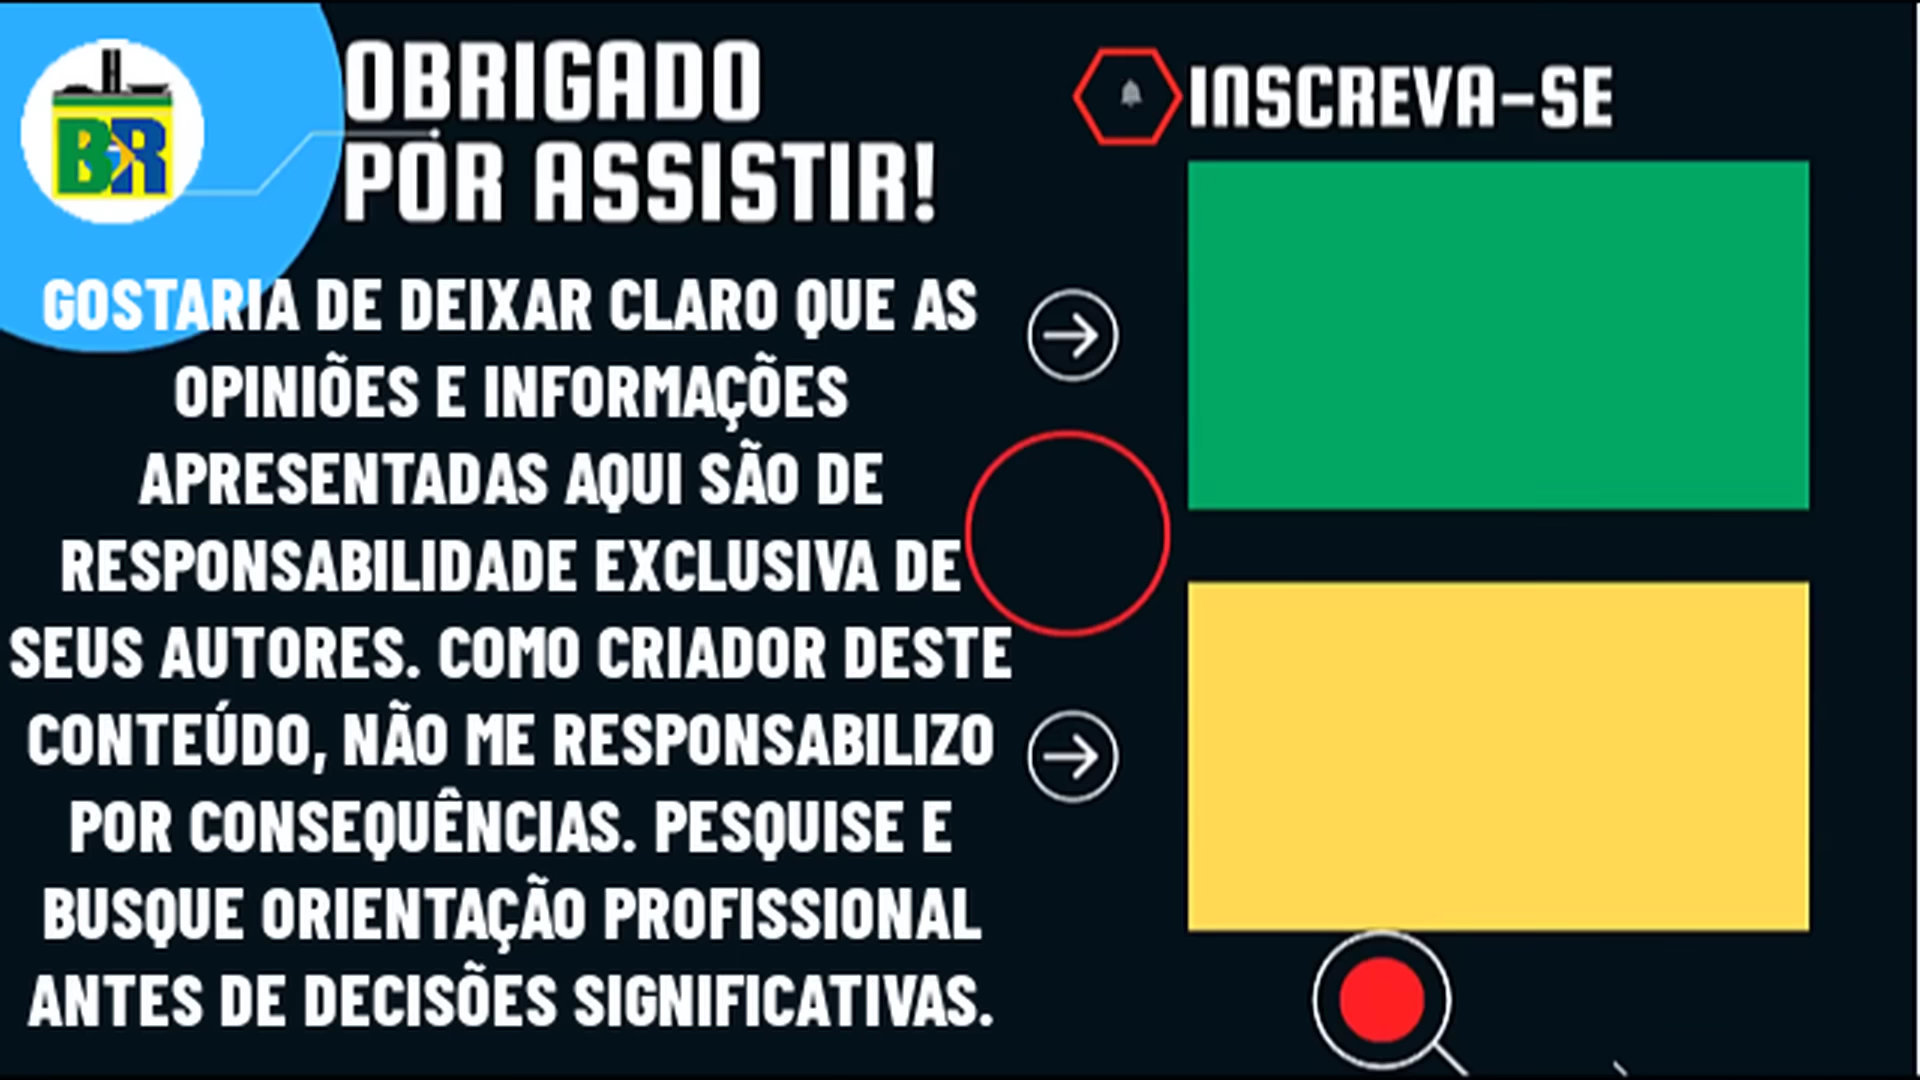 BR
OBRIGADO
POR ASSISTIR!
INSCREVA-SE
GOSTARIA DE DEIXAR CLARO QUE AS
OPINIÕES E INFORMAÇÕES
APRESENTADAS AQUI SÃO DE
RESPONSABILIDADE EXCLUSIVA DE
SEUS AUTORES. COMO CRIADOR DESTE
CONTEÚDO, NÃO ME RESPONSABILIZO
POR CONSEQUÊNCIAS. PESQUISE E
BUSQUE ORIENTAÇÃO PROFISSIONAL
ANTES DE DECISÕES SIGNIFICATIVAS.